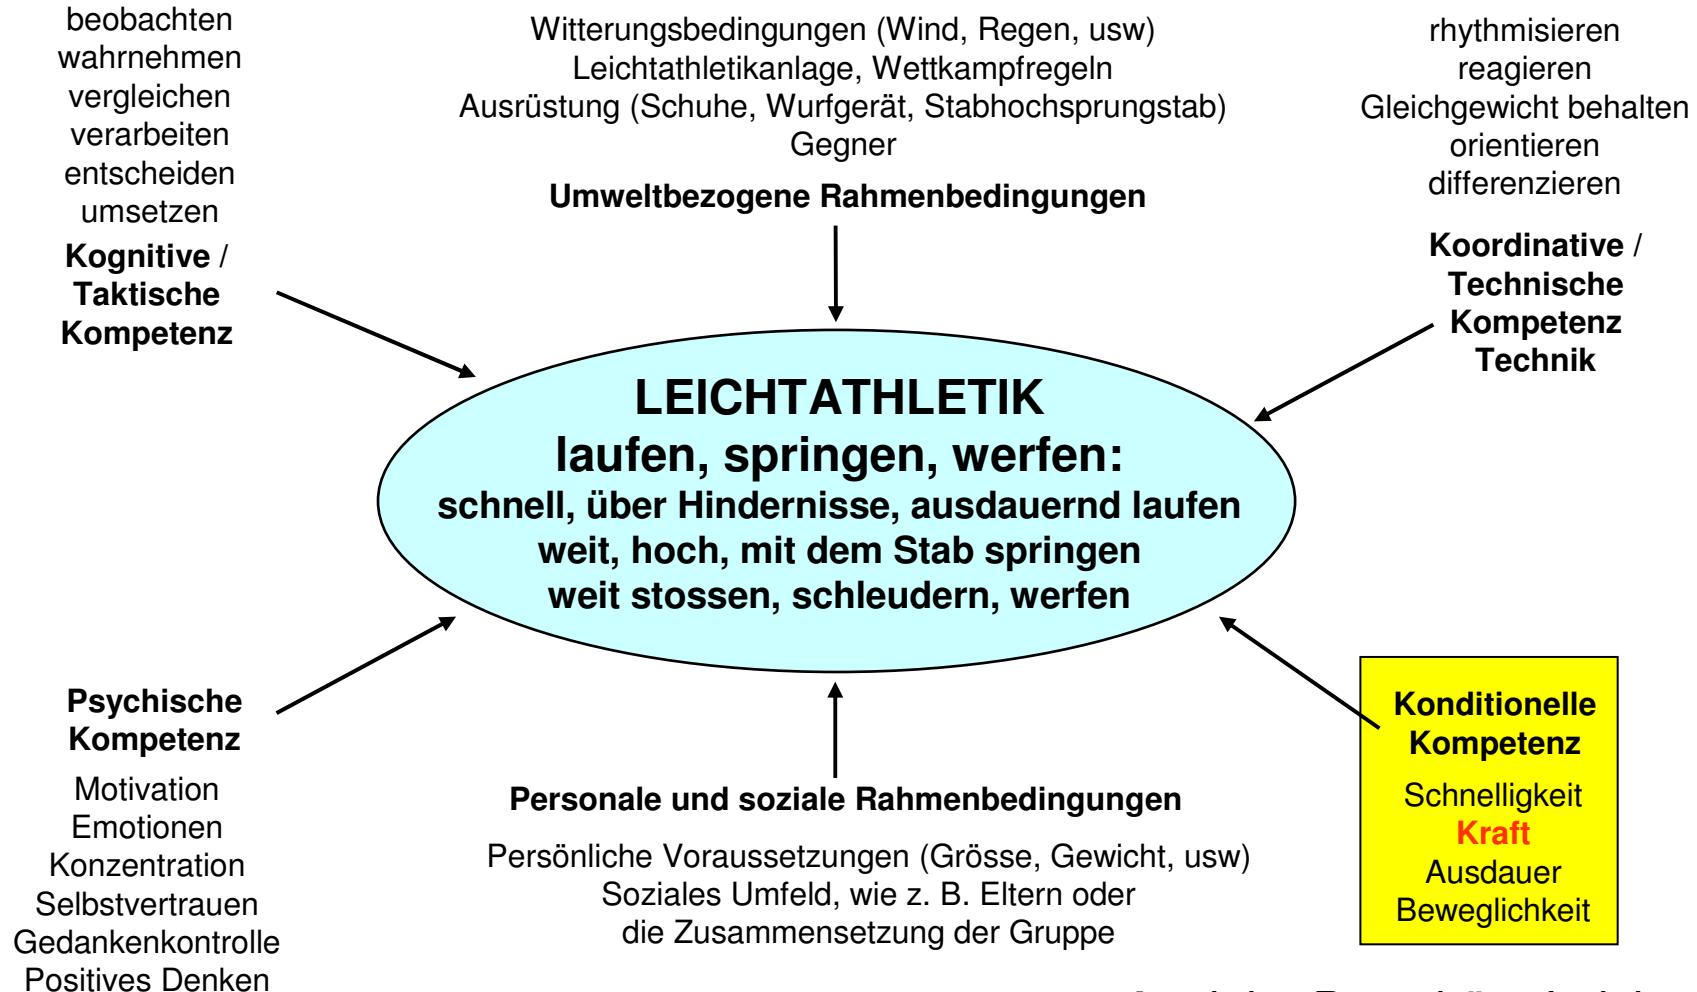 beobachten
wahrnehmen
vergleichen
verarbeiten
entscheiden
umsetzen
Kognitive /
Taktische
Kompetenz
Witterungsbedingungen (Wind, Regen, usw)
Leichtathletikanlage, Wettkampfregeln
Ausrüstung (Schuhe, Wurfgerät, Stabhochsprungstab)
Gegner
Umweltbezogene Rahmenbedingungen
rhythmisieren
reagieren
Gleichgewicht behalten
orientieren
differenzieren
Koordinative /
Technische
Kompetenz
Technik
LEICHTATHLETIK
laufen, springen, werfen:
schnell, über Hindernisse, ausdauernd laufen
weit, hoch, mit dem Stab springen
weit stossen, schleudern, werfen
Psychische
Kompetenz
Motivation
Emotionen
Konzentration
Selbstvertrauen
Gedankenkontrolle
Positives Denken
Personale und soziale Rahmenbedingungen
Persönliche Voraussetzungen (Grösse, Gewicht, usw)
Soziales Umfeld, wie z. B. Eltern oder
die Zusammensetzung der Gruppe
Konditionelle
Kompetenz
Schnelligkeit
Kraft
Ausdauer
Beweglichkeit